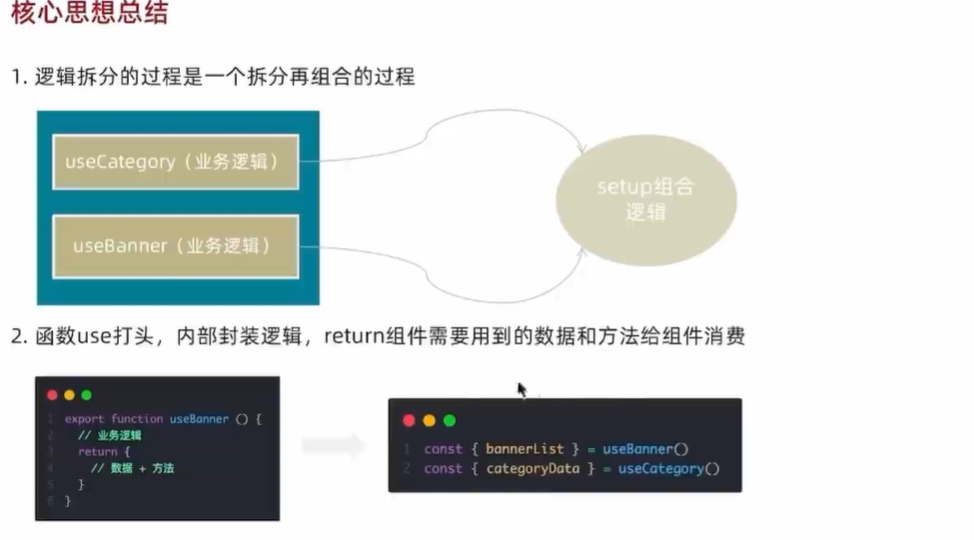 核心思想总结
1. 逻辑拆分的过程是一个拆分再组合的过程
useCategory（业务逻辑）
useBanner（业务逻辑）
setup组合
逻辑
2. 函数use打头，内部封装逻辑，return组件需要用到的数据和方法给组件消费
1 export function useBanner () {
2 // 业务逻辑
3 return {
4 // 数据 + 方法
5 }
6 }
1 const { bannerList } = useBanner()
2 const { categoryData } = useCategory()